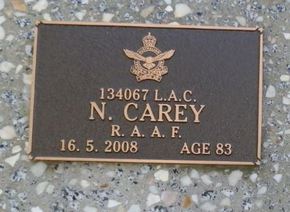 134067 L.A.C.
N. CAREY
R. A. A. F.
16. 5. 2008 AGE 83